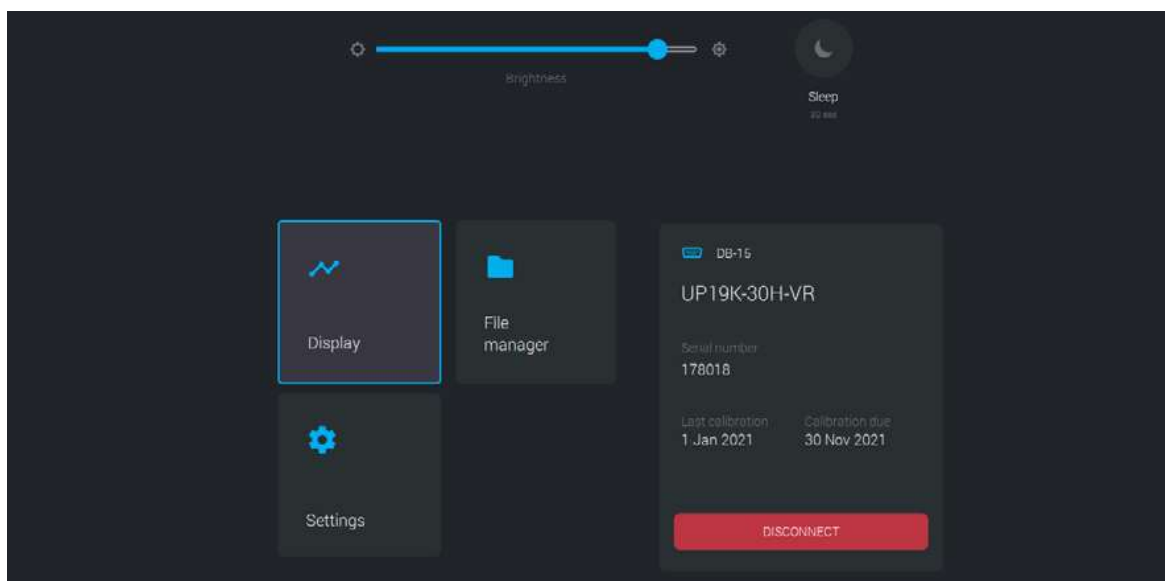 Brightness
Sleep
Display
File
manager
Settings
DB-15
UP19K-30H-VR
Serial number
178018
Last calibration
Calibration due
1 Jan 2021
30 Nov 2021
DISCONNECT